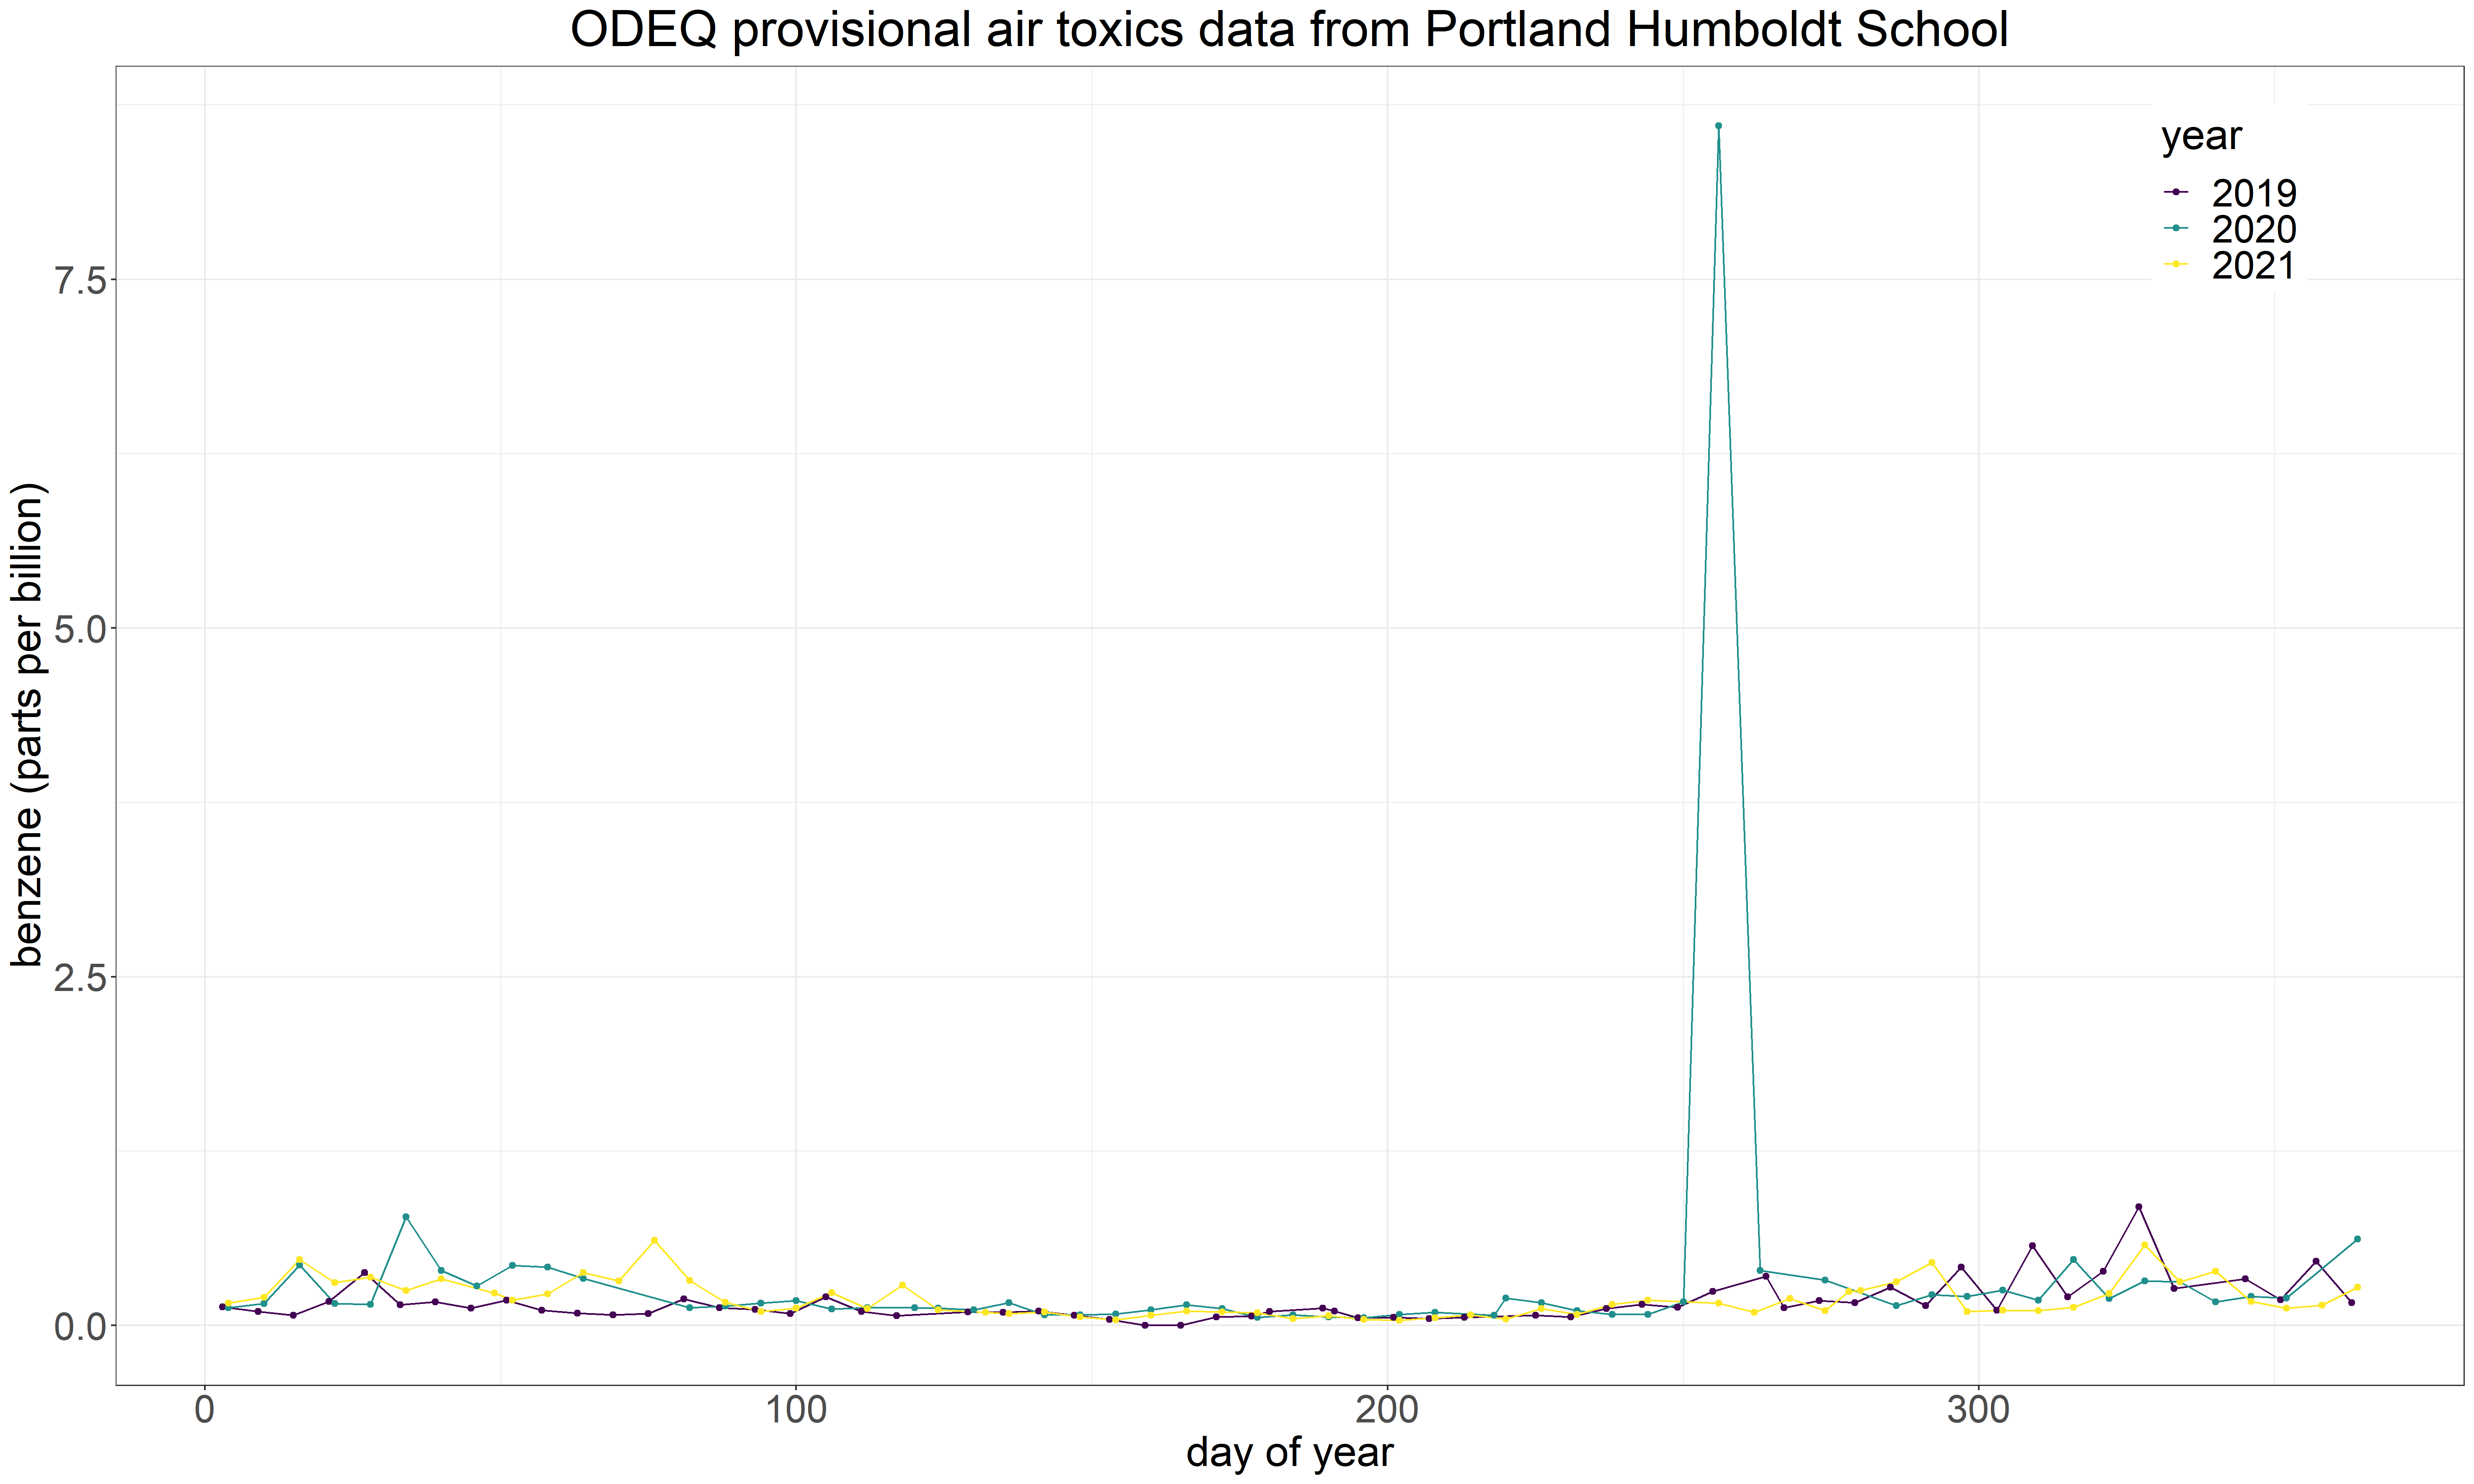 ODEQ provisional air toxics data from Portland Humboldt School
year
2019
2020
2021
7.5
5.0
2.5
0.0
benzene (parts per billion)
0 100 200 300
day of year